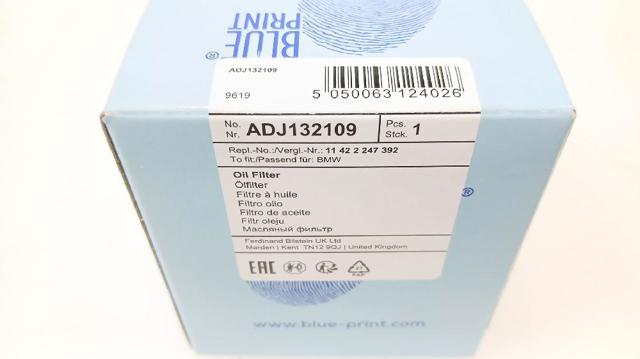 BLUE
PRINT
®
ADJ132109
9619
5 050063 124026
No.
Nr. ADJ132109
Pcs.
Stck. 1
Repl.-No.:/Vergl.-Nr.: 11 42 2 247 392
To fit:/Passend für: BMW
Oil Filter
Ölfilter
Filtre à huile
Filtro olio
Filtro de aceite
Filtr oleju
Масляный фильтр
Ferdinand Bilstein UK Ltd
Marden | Kent TN12 9QJ | United Kingdom
EAC
®
www.blue-print.com